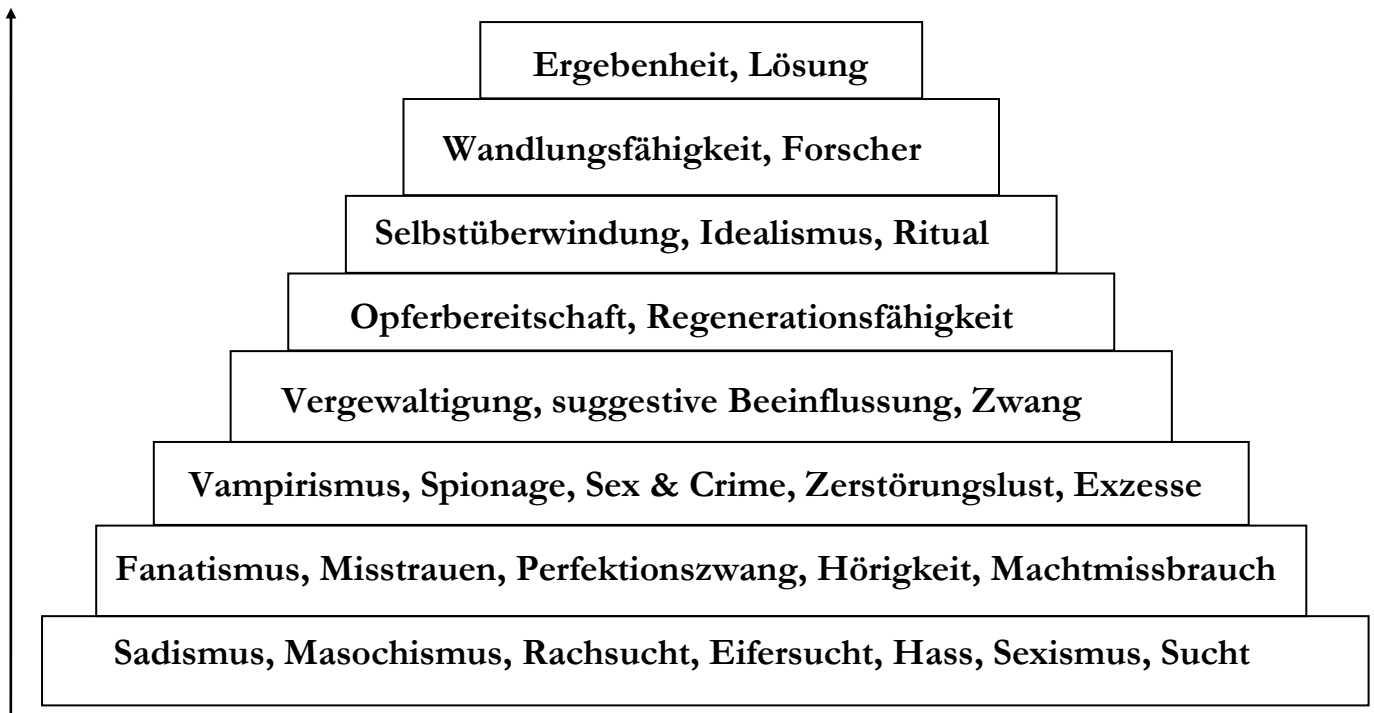 Ergebenheit, Lösung
Wandlungsfähigkeit, Forscher
Selbstüberwindung, Idealismus, Ritual
Opferbereitschaft, Regenerationsfähigkeit
Vergewaltigung, suggestive Beeinflussung, Zwang
Vampirismus, Spionage, Sex & Crime, Zerstörungslust, Exzesse
Fanatismus, Misstrauen, Perfektionszwang, Hörigkeit, Machtmissbrauch
Sadismus, Masochismus, Rachsucht, Eifersucht, Hass, Sexismus, Sucht